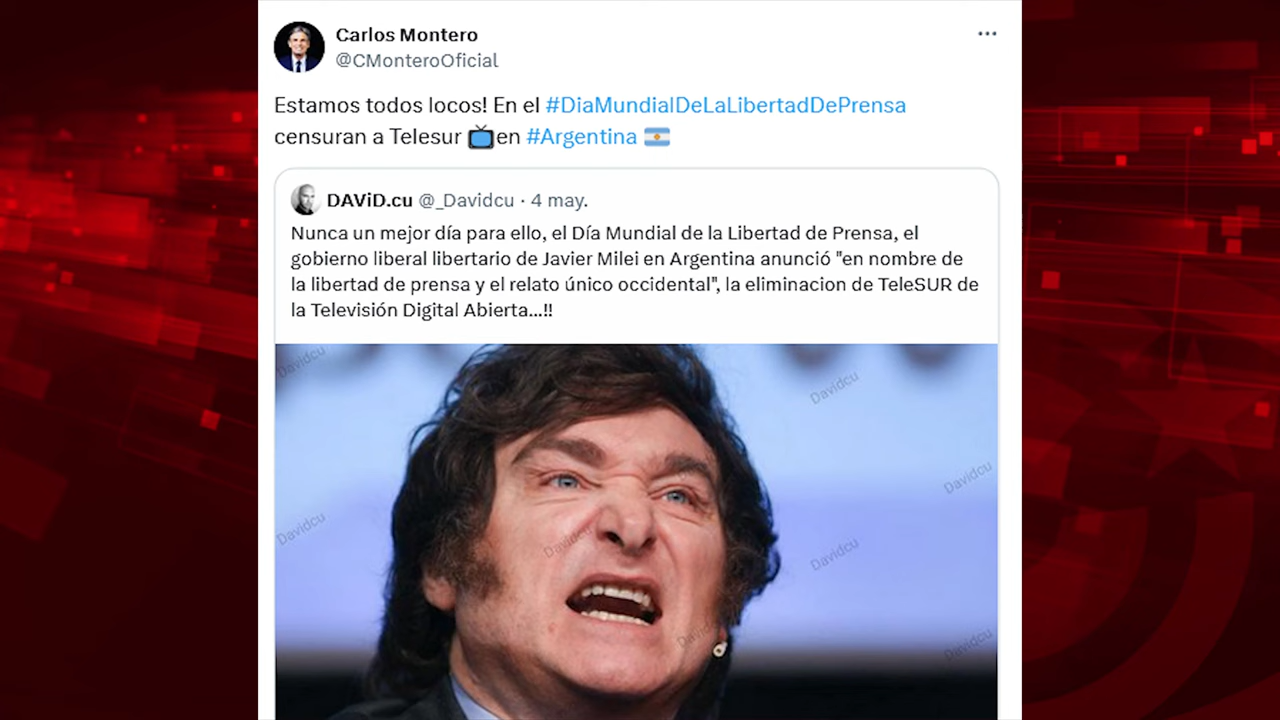 Carlos Montero
@CMonteroOficial
Estamos todos locos! En el #DiaMundialDeLaLibertadDePrensa
censuran a Telesur 📺en #Argentina 🇦🇷
DAViD.cu @_Davidcu · 4 may.
Nunca un mejor día para ello, el Día Mundial de la Libertad de Prensa, el
gobierno liberal libertario de Javier Milei en Argentina anunció "en nombre de
la libertad de prensa y el relato único occidental", la eliminacion de TeleSUR de
la Televisión Digital Abierta...!!
Davidcu
Davidcu
Davidcu
Davidcu
Davidcu
Davidcu
Davidcu
Davidcu